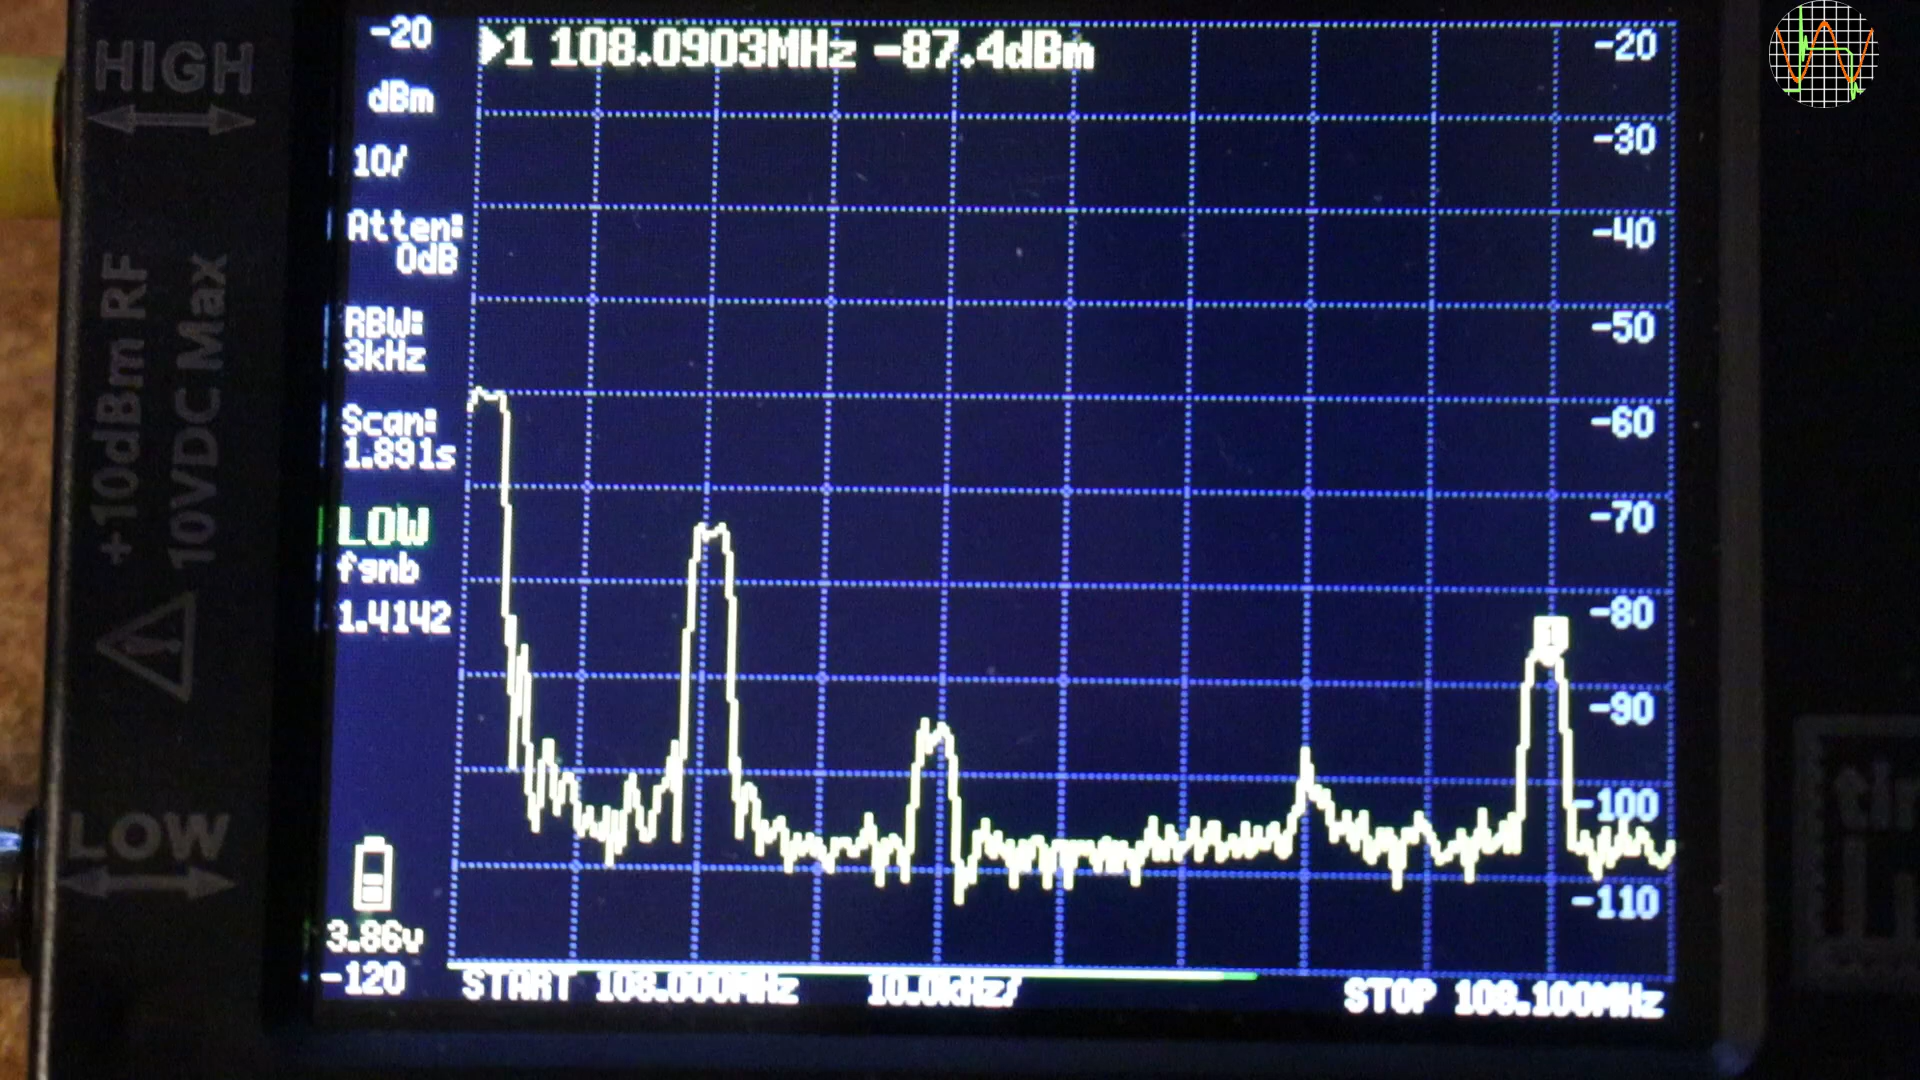 HIGH
+10dBm RF
10VDC Max
LOW
-20
dBm
10/
Atten:
0dB
RBW:
3kHz
Scan:
1.891s
LOW
fgnb
1.4142
3.86v
-120
1 108.0903MHz -87.4dBm
1
-20
-30
-40
-50
-60
-70
-80
-90
-100
-110
START 108.000MHz 10.0kHz/ STOP 108.100MHz